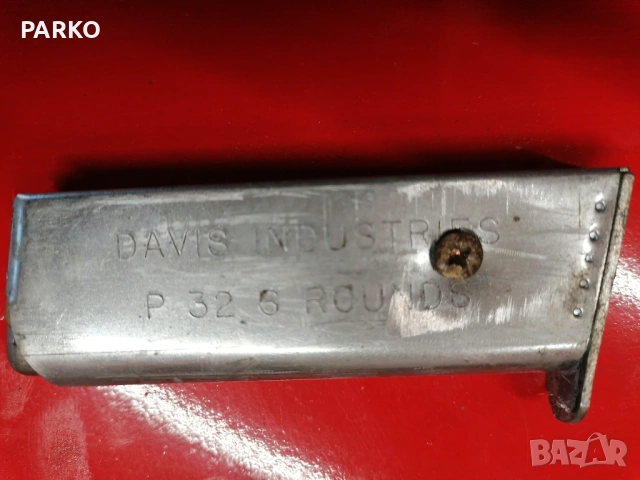 PARKO
DAVIS INDUSTRIES
P 32 6 ROUNDS
BAZAR